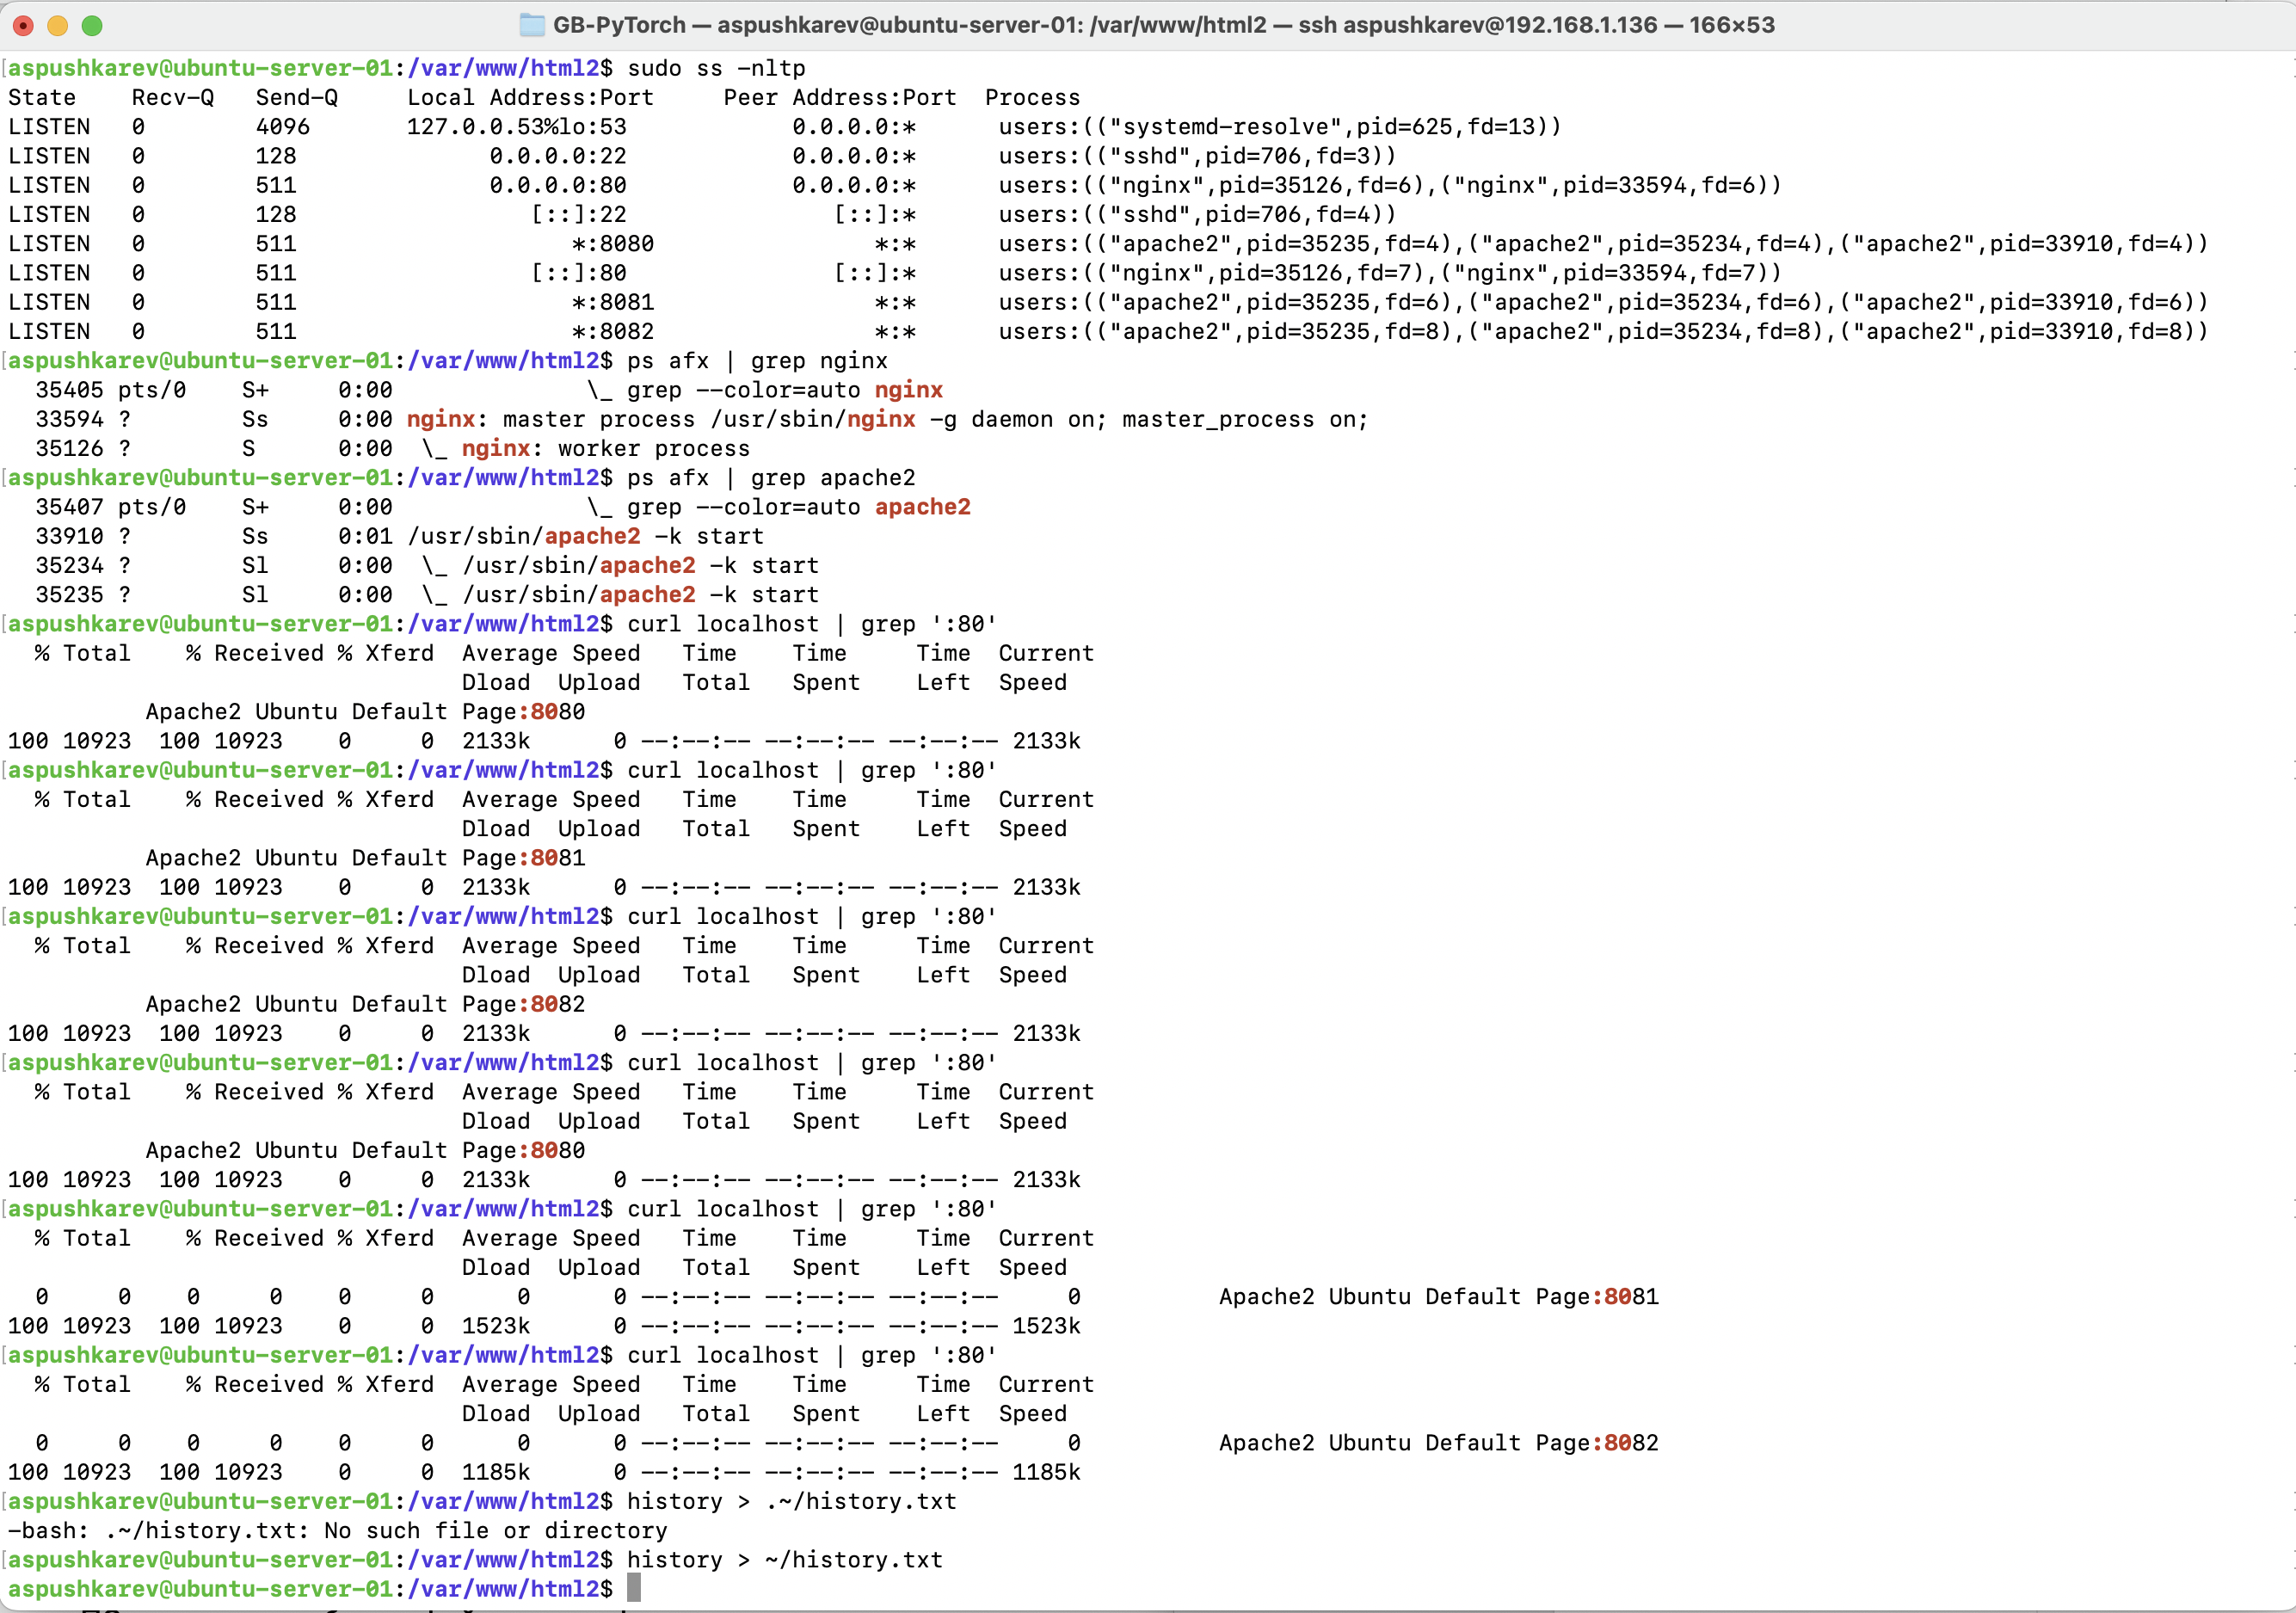 GB-PyTorch — aspushkarev@ubuntu-server-01: /var/www/html2 — ssh aspushkarev@192.168.1.136 — 166×53
aspushkarev@ubuntu-server-01:/var/www/html2$ sudo ss -nltp
State    Recv-Q   Send-Q     Local Address:Port     Peer Address:Port  Process
LISTEN   0        4096       127.0.0.53%lo:53            0.0.0.0:*      users:(("systemd-resolve",pid=625,fd=13))
LISTEN   0        128              0.0.0.0:22            0.0.0.0:*      users:(("sshd",pid=706,fd=3))
LISTEN   0        511              0.0.0.0:80            0.0.0.0:*      users:(("nginx",pid=35126,fd=6),("nginx",pid=33594,fd=6))
LISTEN   0        128                 [::]:22               [::]:*      users:(("sshd",pid=706,fd=4))
LISTEN   0        511                    *:8080                *:*      users:(("apache2",pid=35235,fd=4),("apache2",pid=35234,fd=4),("apache2",pid=33910,fd=4))
LISTEN   0        511                 [::]:80               [::]:*      users:(("nginx",pid=35126,fd=7),("nginx",pid=33594,fd=7))
LISTEN   0        511                    *:8081                *:*      users:(("apache2",pid=35235,fd=6),("apache2",pid=35234,fd=6),("apache2",pid=33910,fd=6))
LISTEN   0        511                    *:8082                *:*      users:(("apache2",pid=35235,fd=8),("apache2",pid=35234,fd=8),("apache2",pid=33910,fd=8))
aspushkarev@ubuntu-server-01:/var/www/html2$ ps afx | grep nginx
  35405 pts/0    S+     0:00              \_ grep --color=auto nginx
  33594 ?        Ss     0:00 nginx: master process /usr/sbin/nginx -g daemon on; master_process on;
  35126 ?        S      0:00  \_ nginx: worker process
aspushkarev@ubuntu-server-01:/var/www/html2$ ps afx | grep apache2
  35407 pts/0    S+     0:00              \_ grep --color=auto apache2
  33910 ?        Ss     0:01 /usr/sbin/apache2 -k start
  35234 ?        Sl     0:00  \_ /usr/sbin/apache2 -k start
  35235 ?        Sl     0:00  \_ /usr/sbin/apache2 -k start
aspushkarev@ubuntu-server-01:/var/www/html2$ curl localhost | grep ':80'
  % Total    % Received % Xferd  Average Speed   Time    Time     Time  Current
                                 Dload  Upload   Total   Spent    Left  Speed
          Apache2 Ubuntu Default Page:8080
100 10923  100 10923    0     0  2133k      0 --:--:-- --:--:-- --:--:-- 2133k
aspushkarev@ubuntu-server-01:/var/www/html2$ curl localhost | grep ':80'
  % Total    % Received % Xferd  Average Speed   Time    Time     Time  Current
                                 Dload  Upload   Total   Spent    Left  Speed
          Apache2 Ubuntu Default Page:8081
100 10923  100 10923    0     0  2133k      0 --:--:-- --:--:-- --:--:-- 2133k
aspushkarev@ubuntu-server-01:/var/www/html2$ curl localhost | grep ':80'
  % Total    % Received % Xferd  Average Speed   Time    Time     Time  Current
                                 Dload  Upload   Total   Spent    Left  Speed
          Apache2 Ubuntu Default Page:8082
100 10923  100 10923    0     0  2133k      0 --:--:-- --:--:-- --:--:-- 2133k
aspushkarev@ubuntu-server-01:/var/www/html2$ curl localhost | grep ':80'
  % Total    % Received % Xferd  Average Speed   Time    Time     Time  Current
                                 Dload  Upload   Total   Spent    Left  Speed
          Apache2 Ubuntu Default Page:8080
100 10923  100 10923    0     0  2133k      0 --:--:-- --:--:-- --:--:-- 2133k
aspushkarev@ubuntu-server-01:/var/www/html2$ curl localhost | grep ':80'
  % Total    % Received % Xferd  Average Speed   Time    Time     Time  Current
                                 Dload  Upload   Total   Spent    Left  Speed
  0     0    0     0    0     0      0      0 --:--:-- --:--:-- --:--:--     0          Apache2 Ubuntu Default Page:8081
100 10923  100 10923    0     0  1523k      0 --:--:-- --:--:-- --:--:-- 1523k
aspushkarev@ubuntu-server-01:/var/www/html2$ curl localhost | grep ':80'
  % Total    % Received % Xferd  Average Speed   Time    Time     Time  Current
                                 Dload  Upload   Total   Spent    Left  Speed
  0     0    0     0    0     0      0      0 --:--:-- --:--:-- --:--:--     0          Apache2 Ubuntu Default Page:8082
100 10923  100 10923    0     0  1185k      0 --:--:-- --:--:-- --:--:-- 1185k
aspushkarev@ubuntu-server-01:/var/www/html2$ history > .~/history.txt
-bash: .~/history.txt: No such file or directory
aspushkarev@ubuntu-server-01:/var/www/html2$ history > ~/history.txt
aspushkarev@ubuntu-server-01:/var/www/html2$